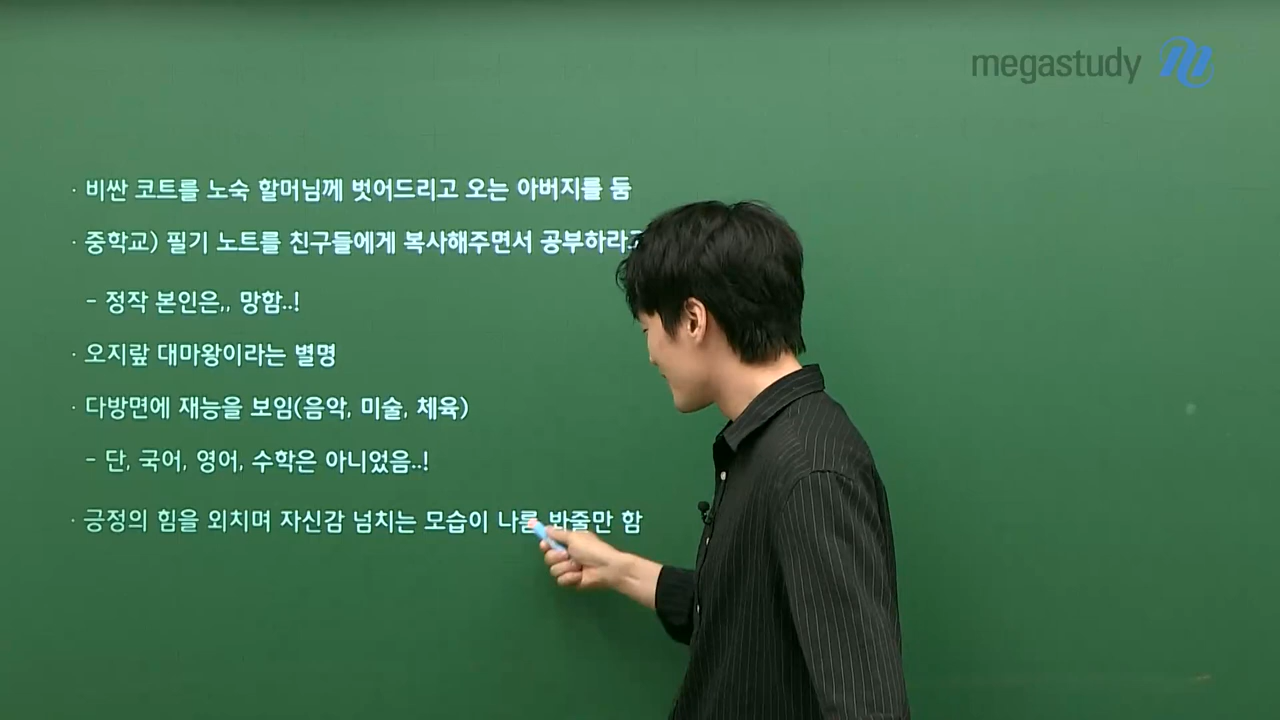 megastudy
· 비싼 코트를 노숙 할머님께 벗어드리고 오는 아버지를 둠
· 중학교) 필기 노트를 친구들에게 복사해주면서 공부하라고
- 정작 본인은,, 망함..!
· 오지랖 대마왕이라는 별명
· 다방면에 재능을 보임(음악, 미술, 체육)
- 단, 국어, 영어, 수학은 아니었음..!
· 긍정의 힘을 외치며 자신감 넘치는 모습이 나름 봐줄만 함